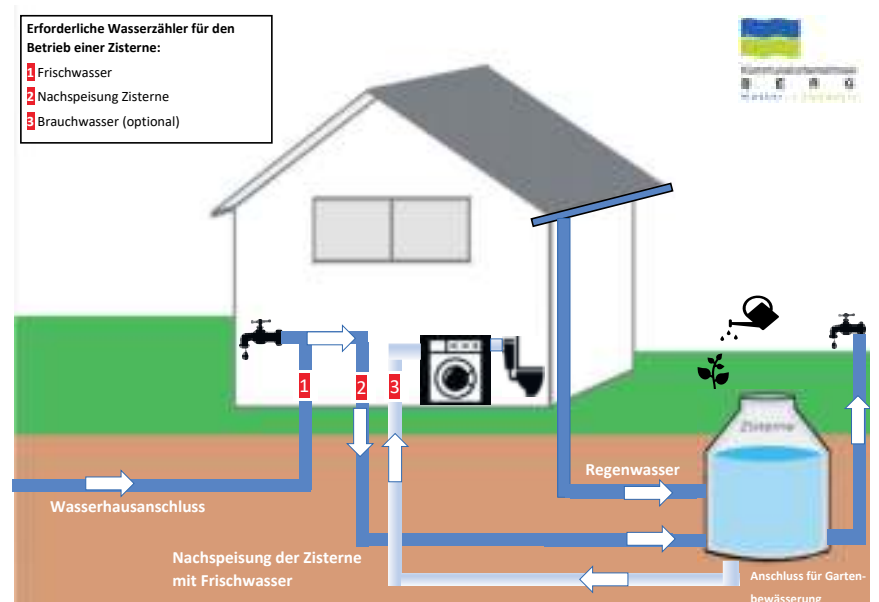 Erforderliche Wasserzähler für den
Betrieb einer Zisterne:
1 Frischwasser
2 Nachspeisung Zisterne
3 Brauchwasser (optional)
B E R G
1
2
3
Zisterne
Regenwasser
Wasserhausanschluss
Nachspeisung der Zisterne
mit Frischwasser
Anschluss für Garten-
bewässerung